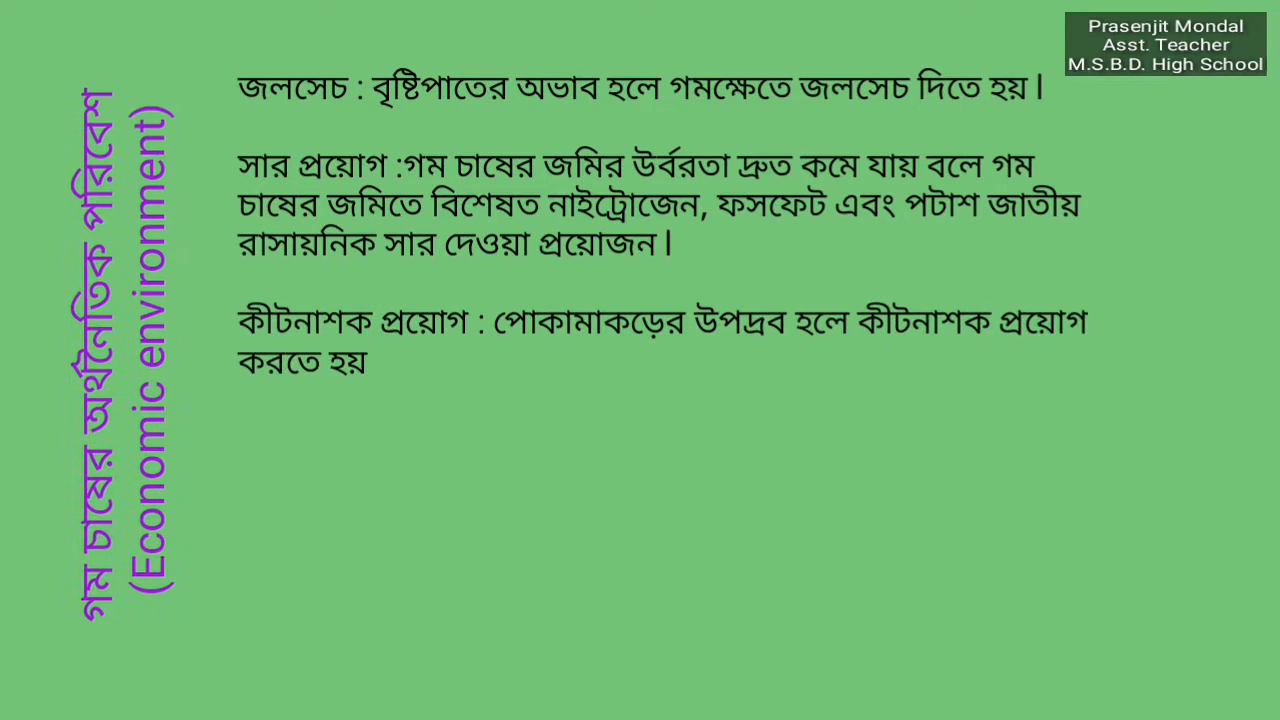 Prasenjit Mondal
Asst. Teacher
M.S.B.D. High School
গম চাষের অর্থনৈতিক পরিবেশ
(Economic environment)
জলসেচ : বৃষ্টিপাতের অভাব হলে গমক্ষেতে জলসেচ দিতে হয় l
সার প্রয়োগ :গম চাষের জমির উর্বরতা দ্রুত কমে যায় বলে গম
চাষের জমিতে বিশেষত নাইট্রোজেন, ফসফেট এবং পটাশ জাতীয়
রাসায়নিক সার দেওয়া প্রয়োজন l
কীটনাশক প্রয়োগ : পোকামাকড়ের উপদ্রব হলে কীটনাশক প্রয়োগ
করতে হয়